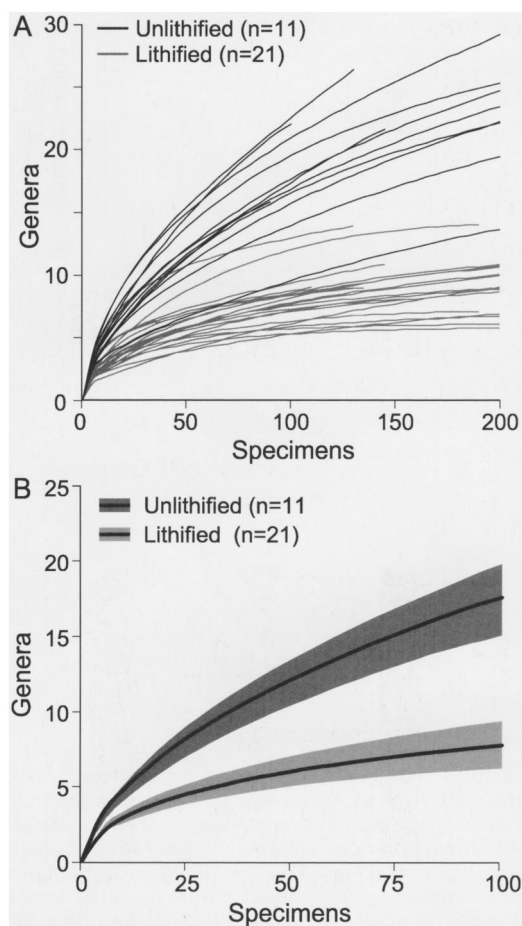 A
30
Unlithified (n=11)
Lithified (n=21)
20
Genera
10
0
0 50 100 150 200
Specimens
B
25
Unlithified (n=11
Lithified (n=21)
20
15
Genera
10
5
0
0 25 50 75 100
Specimens